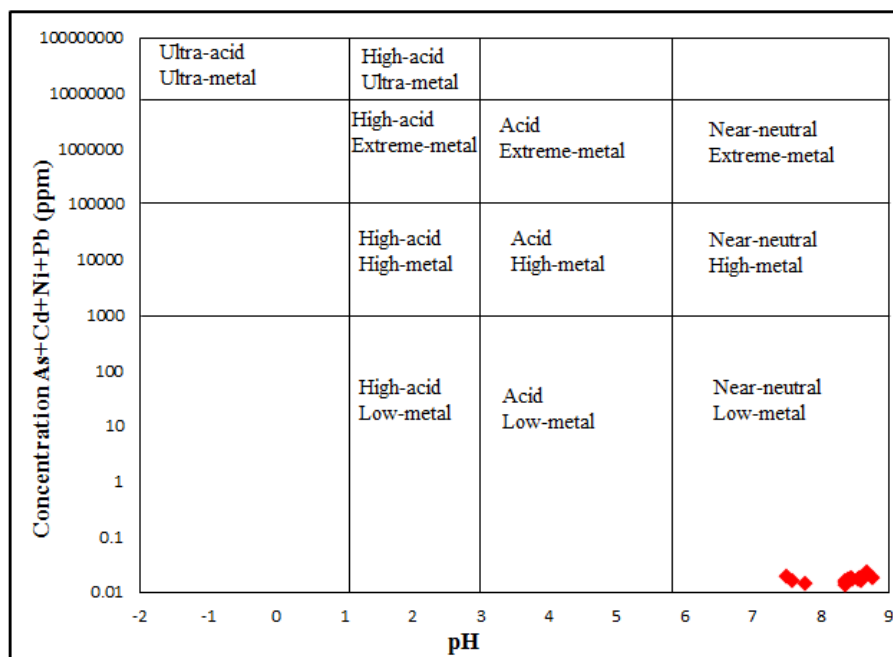 100000000
10000000
1000000
100000
10000
1000
100
10
1
0.1
0.01
Concentration As+Cd+Ni+Pb (ppm)
Ultra-acid
Ultra-metal
High-acid
Ultra-metal
High-acid
Extreme-metal
Acid
Extreme-metal
Near-neutral
Extreme-metal
High-acid
High-metal
Acid
High-metal
Near-neutral
High-metal
High-acid
Low-metal
Acid
Low-metal
Near-neutral
Low-metal
-2 -1 0 1 2 3 4 5 6 7 8 9
pH